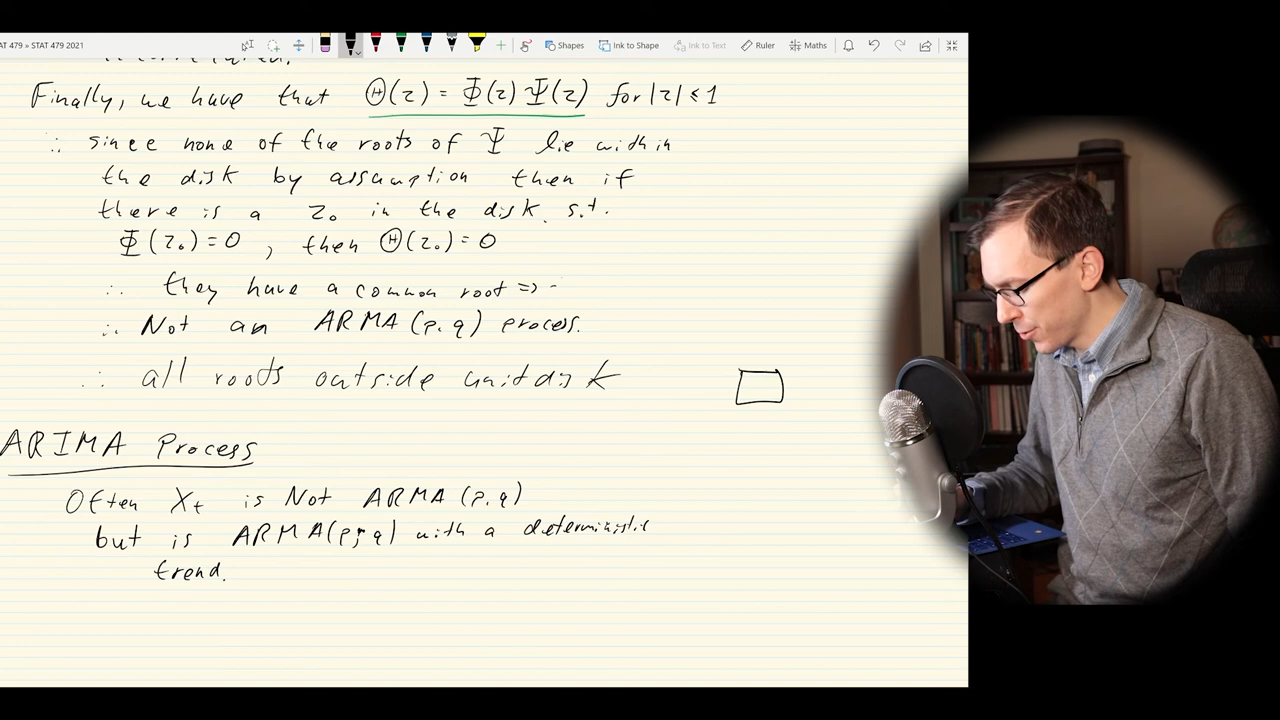 AT 479 > STAT 479 2021
Shapes
Ink to Shape
Ink to Text
Ruler
Maths
Finally, we have that Θ(z) = Φ(z) Ψ(z) for |z| ≤ 1
∴ since none of the roots of Ψ lie within
the disk by assumption then if
there is a z₀ in the disk s.t.
Φ(z₀) = 0, then Θ(z₀) = 0
∴ they have a common root ⇒
∴ Not an ARMA(p,q) process.
∴ all roots outside unit disk □
ARIMA Process
Often Xₜ is Not ARMA(p,q)
but is ARMA(p,q) with a deterministic
trend.